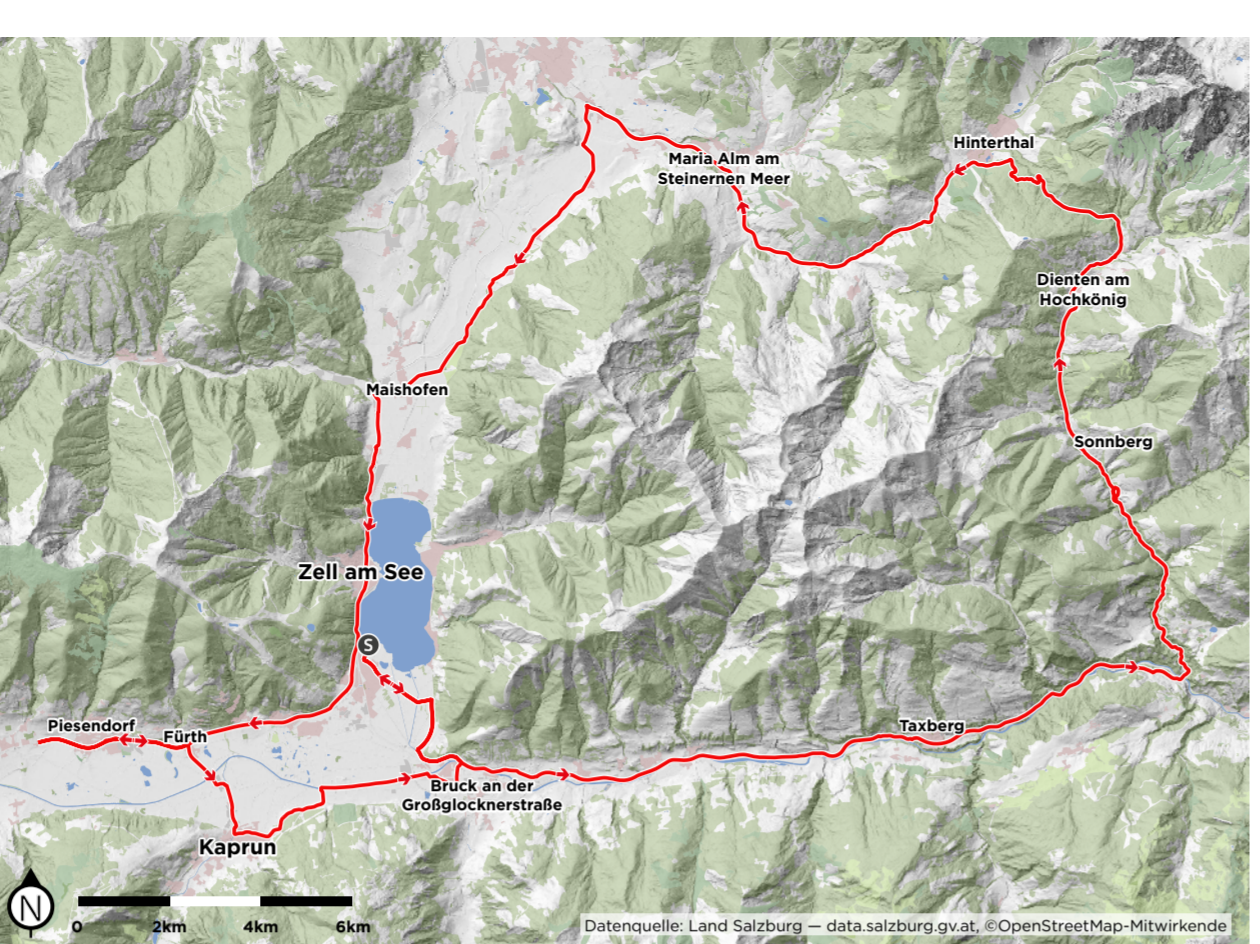 Hinterthal
Maria Alm am
Steinernen Meer
Dienten am
Hochkönig
Maishofen
Sonnberg
Zell am See
S
Piesendorf
Fürth
Taxberg
Bruck an der
Großglocknerstraße
Kaprun
N
0 2km 4km 6km
Datenquelle: Land Salzburg — data.salzburg.gv.at, ©OpenStreetMap-Mitwirkende